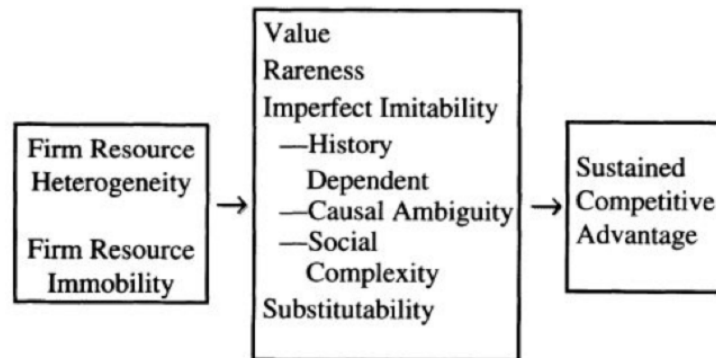 Firm Resource
Heterogeneity
Firm Resource
Immobility
→
Value
Rareness
Imperfect Imitability
—History
Dependent
—Causal Ambiguity
—Social
Complexity
Substitutability
→
Sustained
Competitive
Advantage